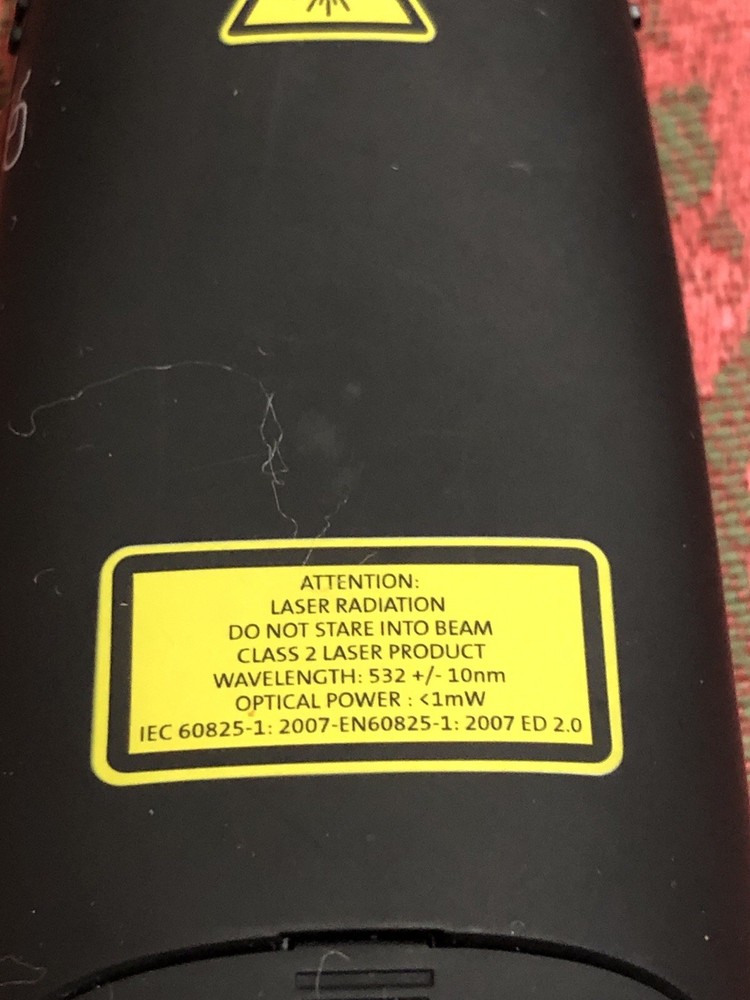 ATTENTION:
LASER RADIATION
DO NOT STARE INTO BEAM
CLASS 2 LASER PRODUCT
WAVELENGTH: 532 +/- 10nm
OPTICAL POWER : <1mW
IEC 60825-1: 2007-EN60825-1: 2007 ED 2.0